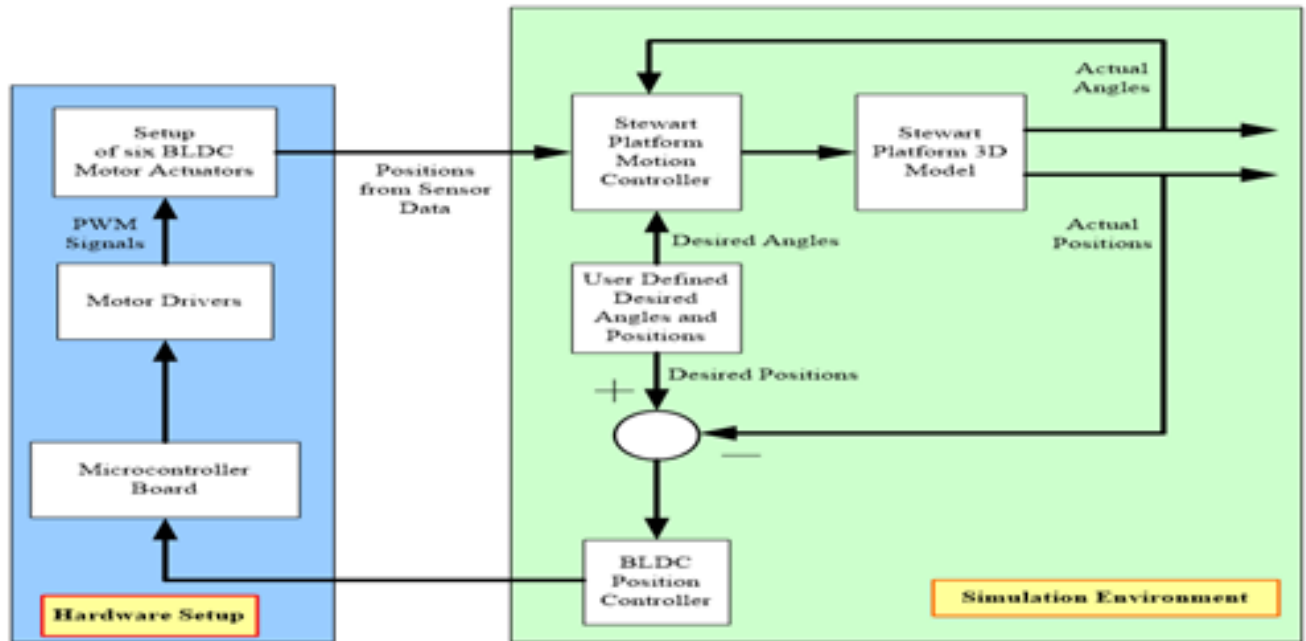 Setup
of six BLDC
Motor Actuators
PWM
Signals
Motor Drivers
Microcontroller
Board
Hardware Setup
Positions
from Sensor
Data
Stewart
Platform
Motion
Controller
Stewart
Platform 3D
Model
Actual
Angles
Actual
Positions
Desired Angles
User Defined
Desired
Angles and
Positions
Desired Positions
+
—
BLDC
Position
Controller
Simulation Environment